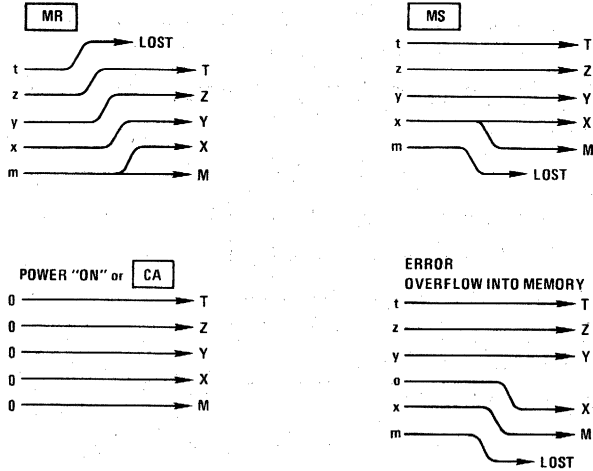 MR
LOST
t T
z Z
y Y
x X
m M
MS
t T
z Z
y Y
x X
M
m
LOST
POWER "ON" or CA
0 T
0 Z
0 Y
0 X
0 M
ERROR
OVERFLOW INTO MEMORY
t T
z Z
y Y
o
X
x
M
m
LOST